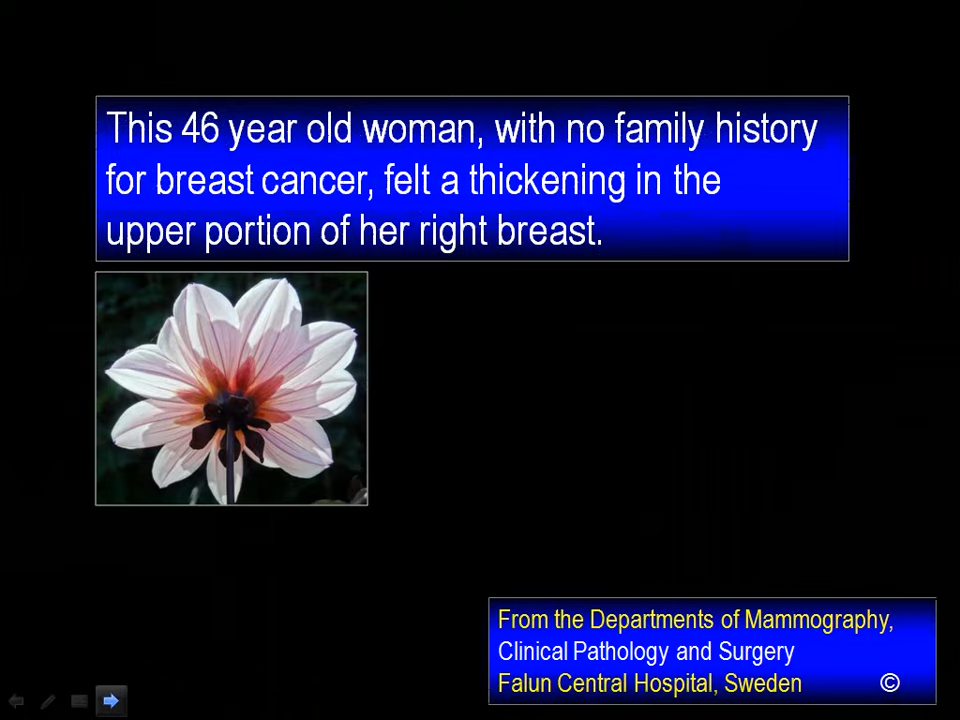 This 46 year old woman, with no family history
for breast cancer, felt a thickening in the
upper portion of her right breast.
From the Departments of Mammography,
Clinical Pathology and Surgery
Falun Central Hospital, Sweden ©